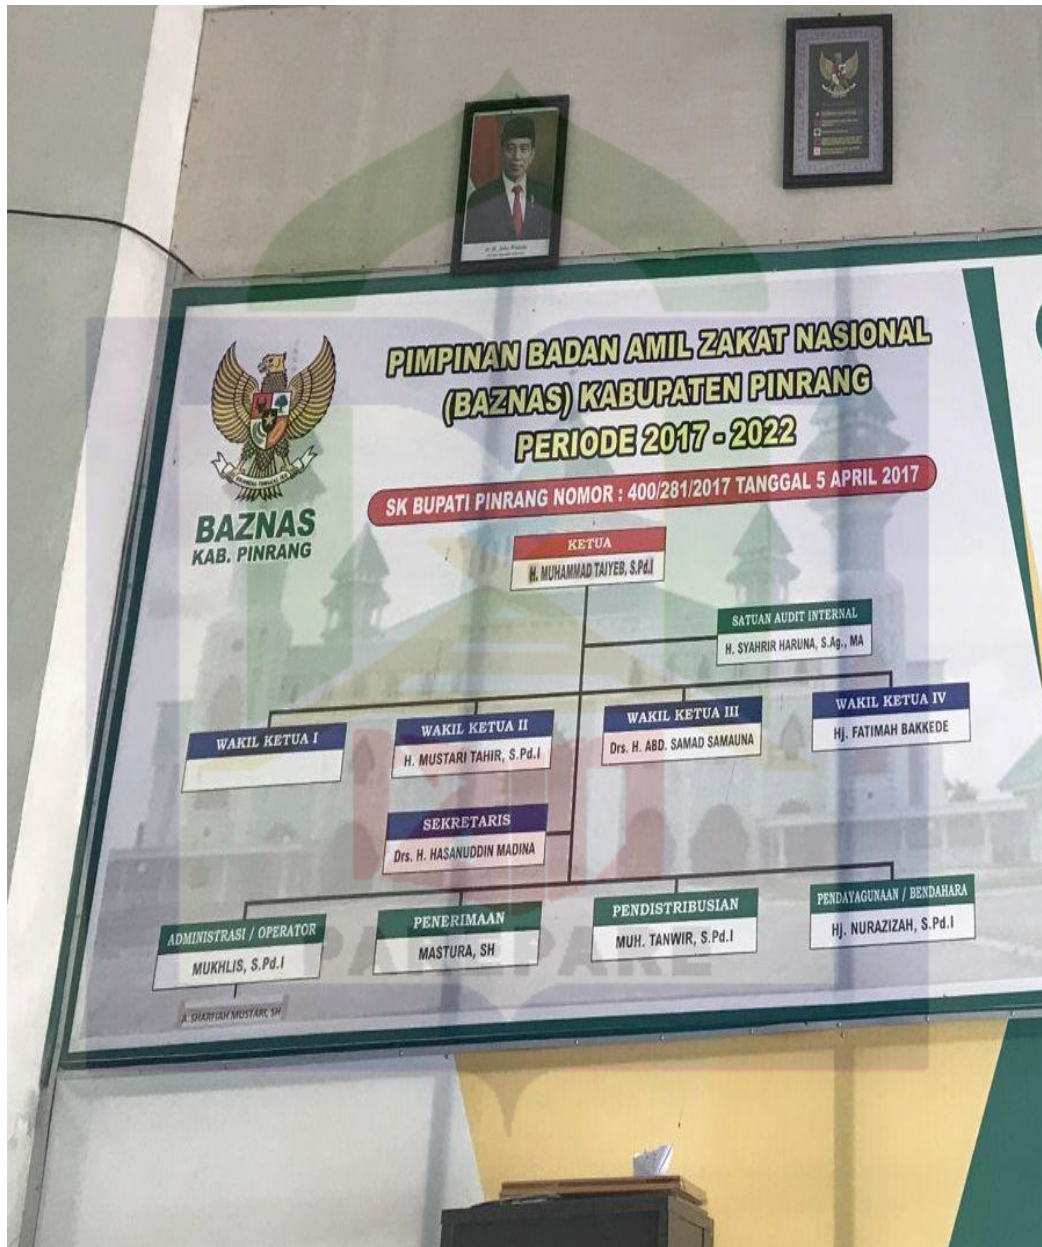 PIMPINAN BADAN AMIL ZAKAT NASIONAL
(BAZNAS) KABUPATEN PINRANG
PERIODE 2017 - 2022
SK BUPATI PINRANG NOMOR : 400/281/2017 TANGGAL 5 APRIL 2017
BAZNAS
KAB. PINRANG
KETUA
H. MUHAMMAD TAIYEB, S.Pd.I
SATUAN AUDIT INTERNAL
H. SYAHRIR HARUNA, S.Ag., MA
WAKIL KETUA I
WAKIL KETUA II
H. MUSTARI TAHIR, S.Pd.I
WAKIL KETUA III
Drs. H. ABD. SAMAD SAMAUNA
WAKIL KETUA IV
Hj. FATIMAH BAKKEDE
SEKRETARIS
Drs. H. HASANUDDIN MADINA
ADMINISTRASI / OPERATOR
MUKHLIS, S.Pd.I
A. SHARFIAH MUSTARI, SH
PENERIMAAN
MASTURA, SH
PENDISTRIBUSIAN
MUH. TANWIR, S.Pd.I
PENDAYAGUNAAN / BENDAHARA
Hj. NURAZIZAH, S.Pd.I
PAREPARE